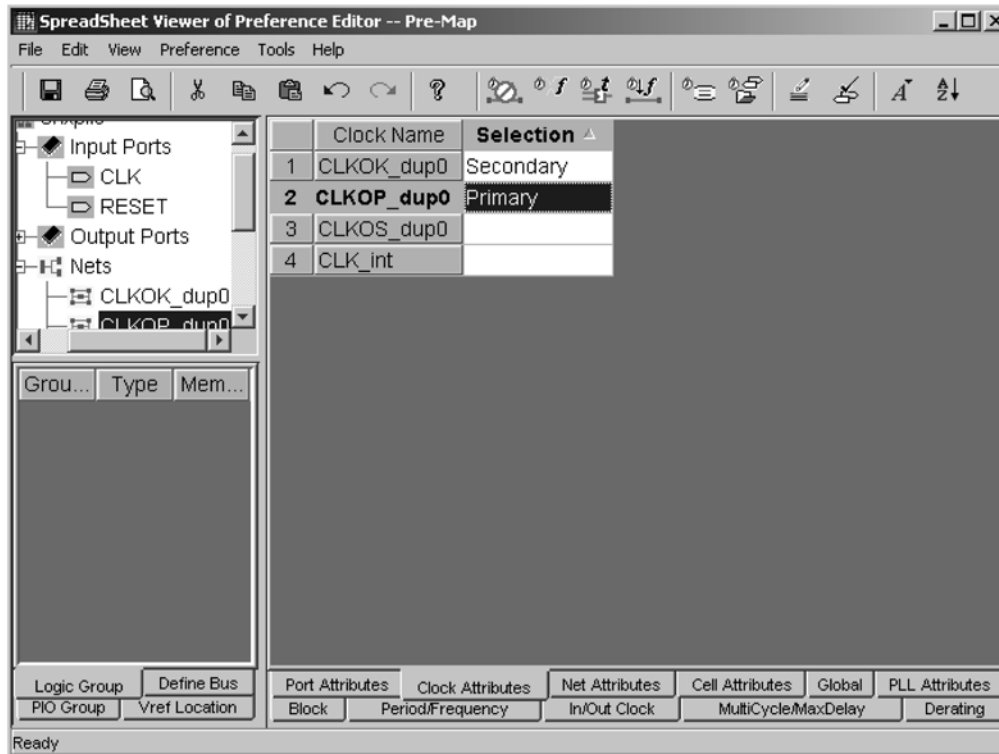 SpreadSheet Viewer of Preference Editor -- Pre-Map
File Edit View Preference Tools Help
Input Ports
CLK
RESET
Output Ports
Nets
CLKOK_dup0
CLKOP_dup0
Clock Name Selection
1 CLKOK_dup0 Secondary
2 CLKOP_dup0 Primary
3 CLKOS_dup0
4 CLK_int
Grou... Type Mem...
Logic Group Define Bus
PIO Group Vref Location
Port Attributes Clock Attributes Net Attributes Cell Attributes Global PLL Attributes
Block Period/Frequency In/Out Clock MultiCycle/MaxDelay Derating
Ready